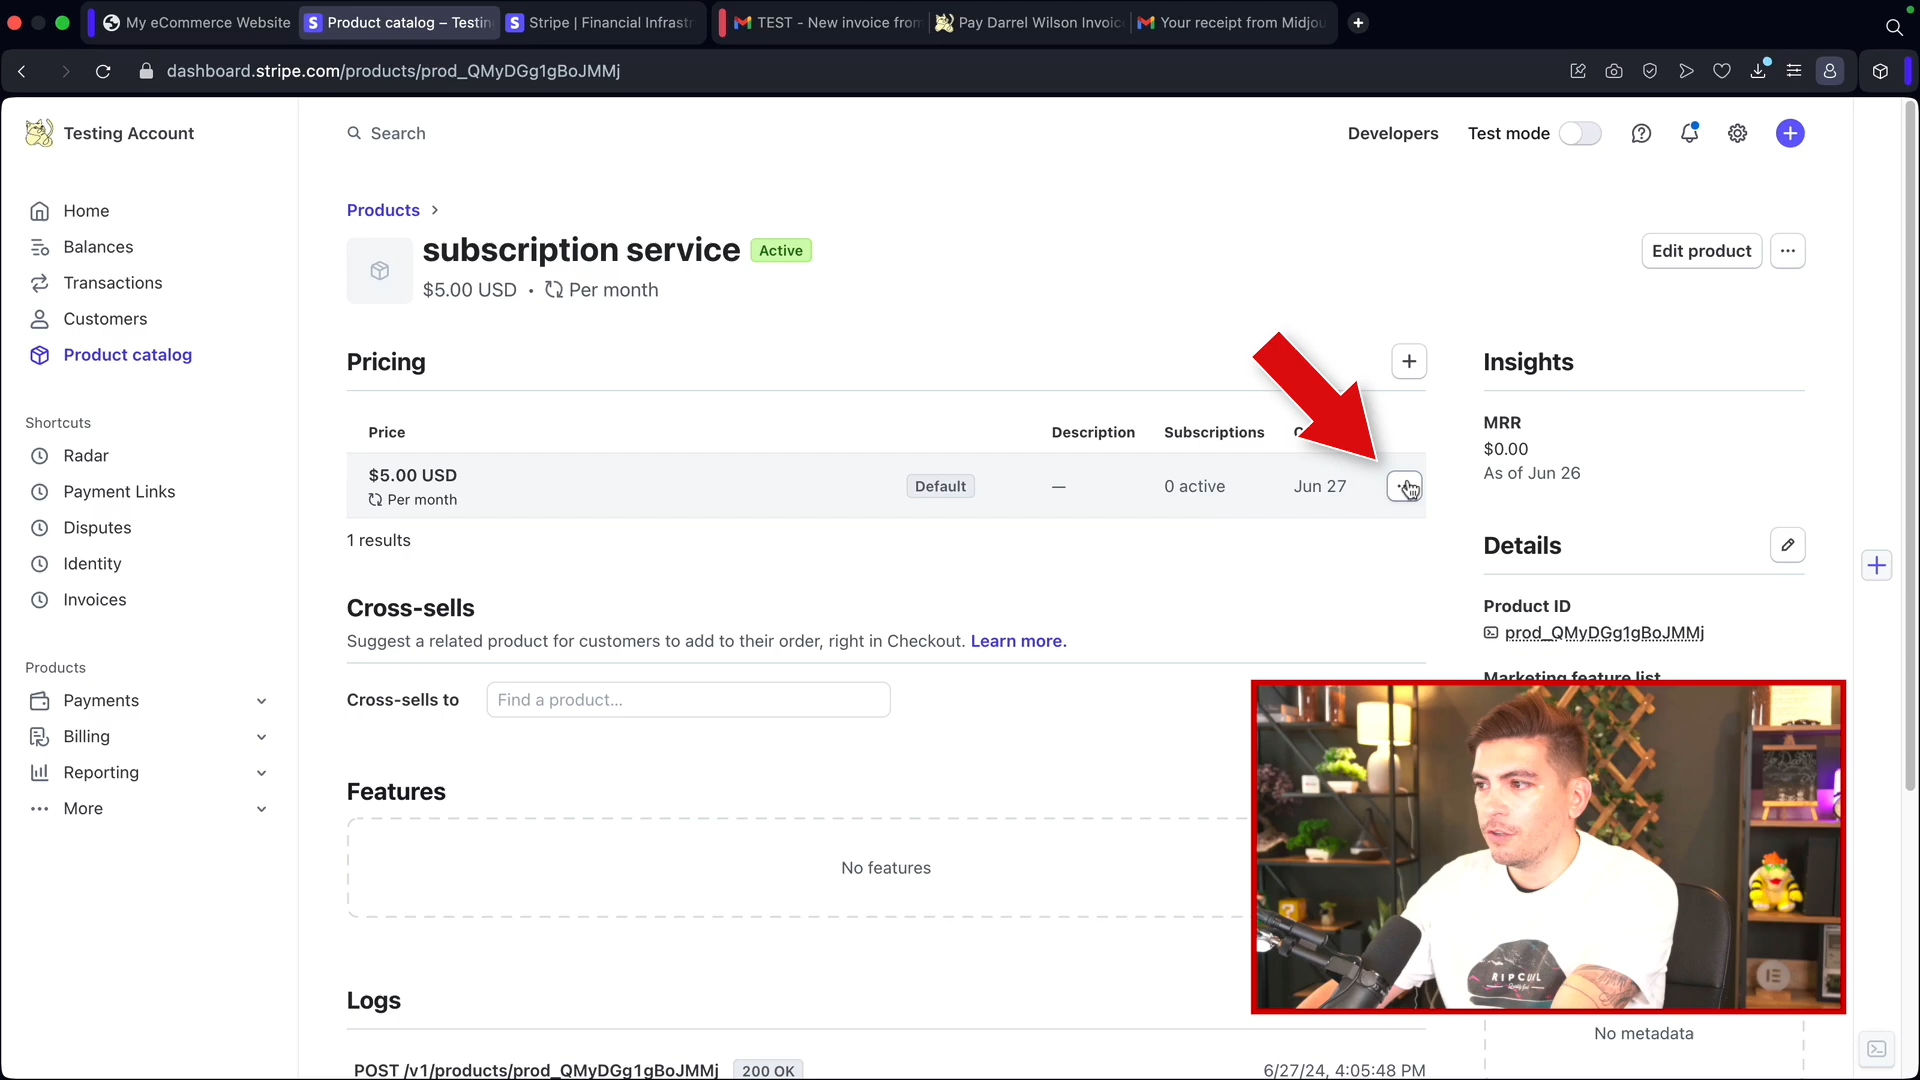 My eCommerce Website
Product catalog – Testin
Stripe | Financial Infrastr
TEST - New invoice from
Pay Darrel Wilson Invoic
Your receipt from Midjou
dashboard.stripe.com/products/prod_QMyDGg1gBoJMMj
Testing Account
Search
Developers
Test mode
Home
Balances
Transactions
Customers
Product catalog
Shortcuts
Radar
Payment Links
Disputes
Identity
Invoices
Products
Payments
Billing
Reporting
More
Products
subscription service Active
$5.00 USD • Per month
Edit product
Pricing
Price Description Subscriptions
$5.00 USD
Per month
Default — 0 active Jun 27
1 results
Cross-sells
Suggest a related product for customers to add to their order, right in Checkout. Learn more.
Cross-sells to Find a product...
Features
No features
Logs
POST /v1/products/prod_QMyDGg1gBoJMMj 200 OK 6/27/24, 4:05:48 PM
Insights
MRR
$0.00
As of Jun 26
Details
Product ID
prod_QMyDGg1gBoJMMj
Marketing feature list
RIPCURL
No metadata